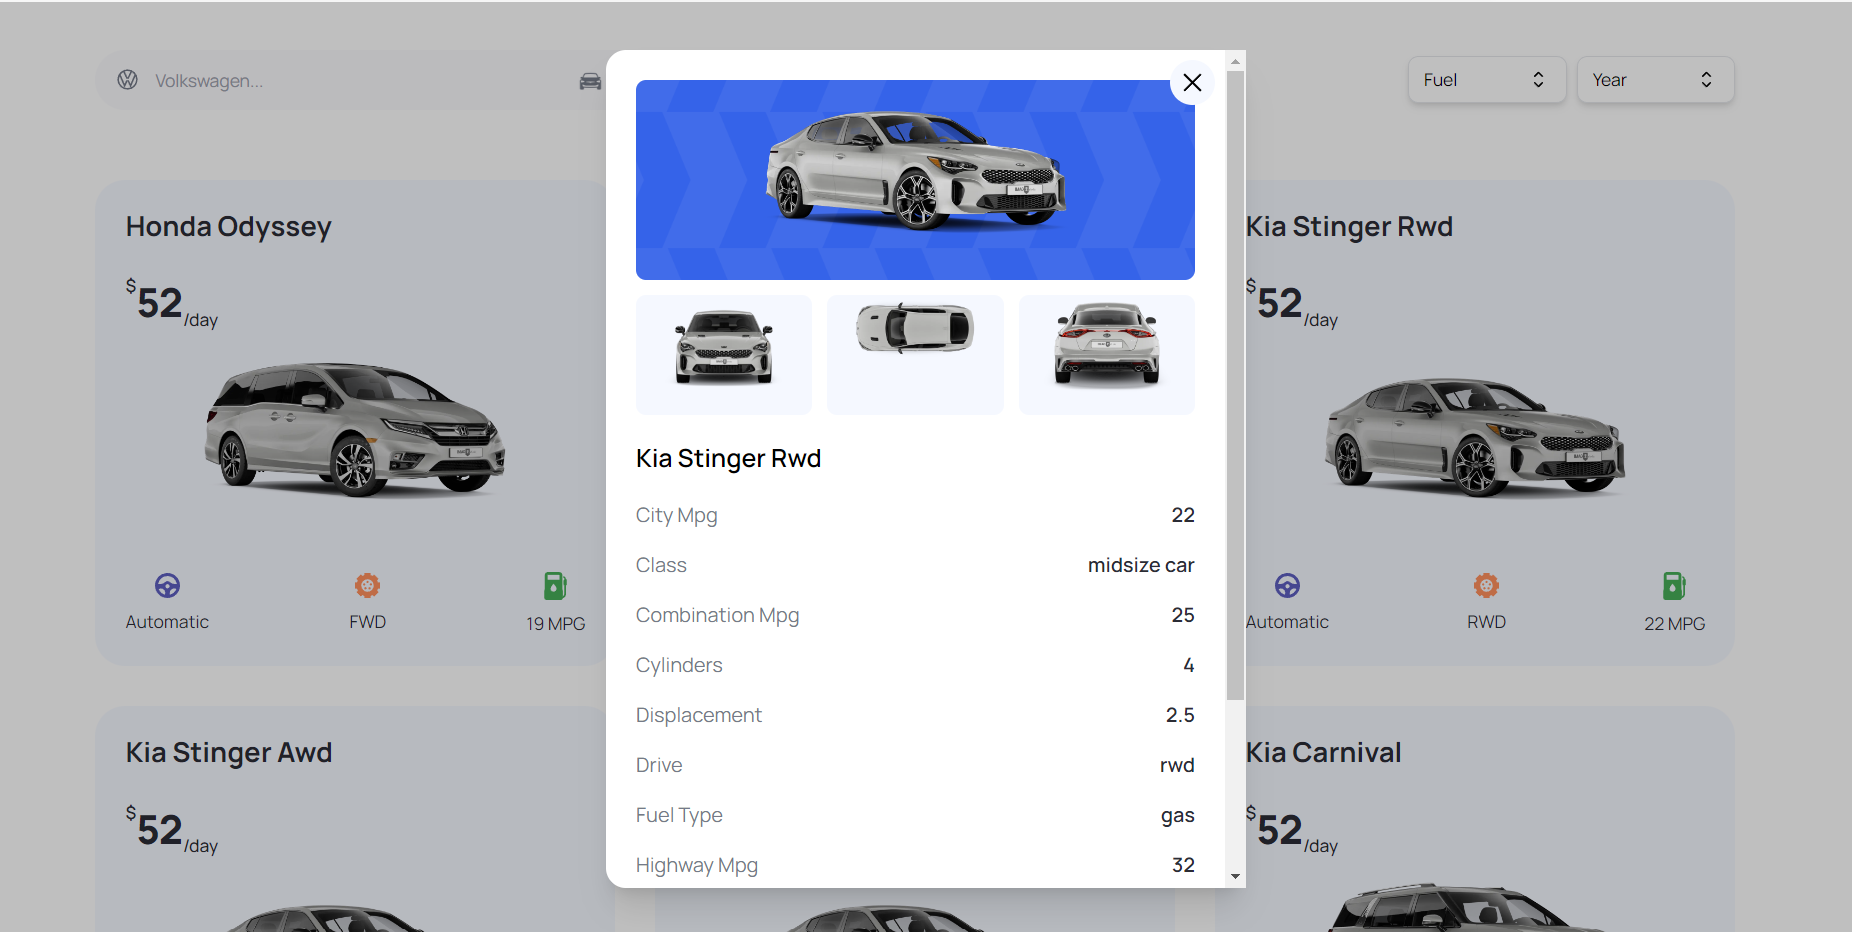 Volkswagen...
Fuel
Year
Honda Odyssey
$52/day
Automatic
FWD
19 MPG
Kia Stinger Rwd
City Mpg 22
Class midsize car
Combination Mpg 25
Cylinders 4
Displacement 2.5
Drive rwd
Fuel Type gas
Highway Mpg 32
Kia Stinger Rwd
$52/day
Automatic
RWD
22 MPG
Kia Stinger Awd
$52/day
Kia Carnival
$52/day